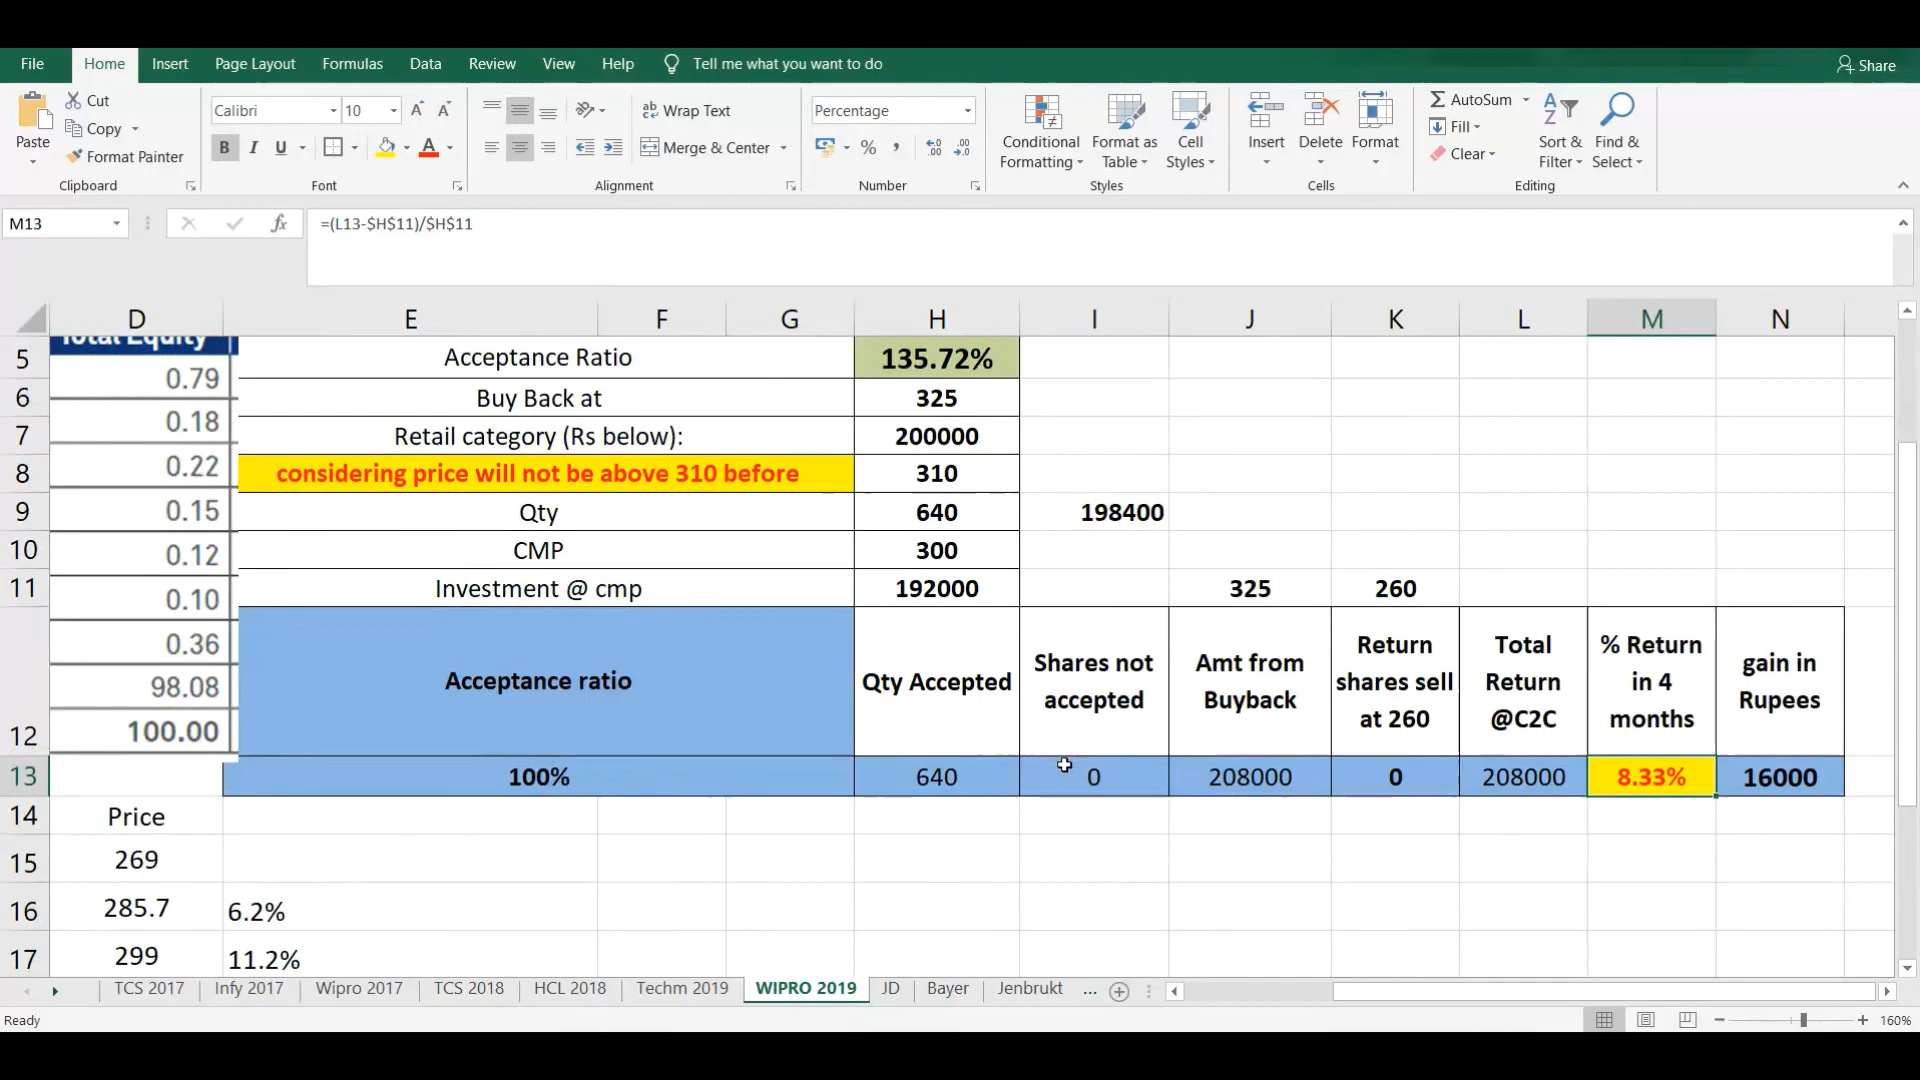 File Home Insert Page Layout Formulas Data Review View Help Tell me what you want to do Share
Cut
Copy
Format Painter
Paste
Clipboard
Calibri 10
B I U
Font
Wrap Text
Merge & Center
Alignment
Percentage
%
Number
Conditional Formatting
Format as Table
Cell Styles
Styles
Insert Delete Format
Cells
AutoSum
Fill
Clear
Sort & Filter
Find & Select
Editing
M13 fx =(L13-$H$11)/$H$11
D E F G H I J K L M N
Total Equity
5 0.79 Acceptance Ratio 135.72%
6 0.18 Buy Back at 325
7 0.22 Retail category (Rs below): 200000
8 considering price will not be above 310 before 310
9 0.15 Qty 640 198400
10 0.12 CMP 300
11 0.10 Investment @ cmp 192000 325 260
0.36
98.08
100.00
12 Acceptance ratio Qty Accepted Shares not accepted Amt from Buyback Return shares sell at 260 Total Return @C2C % Return in 4 months gain in Rupees
13 100% 640 0 208000 0 208000 8.33% 16000
14 Price
15 269
16 285.7 6.2%
17 299 11.2%
TCS 2017 Infy 2017 Wipro 2017 TCS 2018 HCL 2018 Techm 2019 WIPRO 2019 JD Bayer Jenbrukt ...
Ready 160%